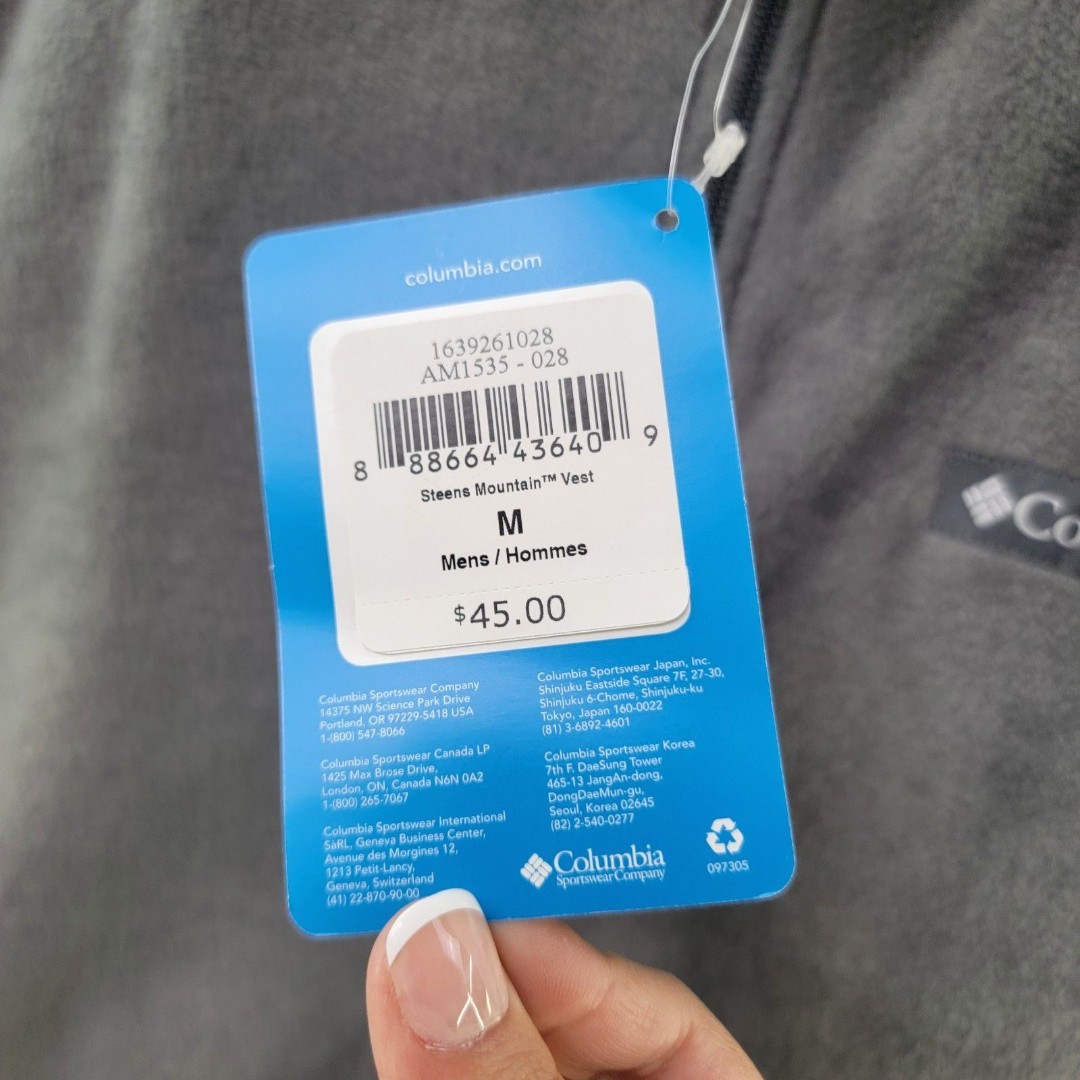 columbia.com
1639261028
AM1535 - 028
8 88664 43640 9
Steens Mountain™ Vest
M
Mens / Hommes
$45.00
Columbia Sportswear Company
14375 NW Science Park Drive
Portland, OR 97229-5418 USA
1-(800) 547-8066
Columbia Sportswear Canada LP
1425 Max Brose Drive,
London, ON, Canada N6N 0A2
1-(800) 265-7067
Columbia Sportswear International
SàRL, Geneva Business Center,
Avenue des Morgines 12,
1213 Petit-Lancy,
Geneva, Switzerland
(41) 22-870-90-00
Columbia Sportswear Japan, Inc.
Shinjuku Eastside Square 7F, 27-30,
Shinjuku 6-Chome, Shinjuku-ku
Tokyo, Japan 160-0022
(81) 3-6892-4601
Columbia Sportswear Korea
7th F. DaeSung Tower
465-13 JangAn-dong,
DongDaeMun-gu,
Seoul, Korea 02645
(82) 2-540-0277
Columbia
Sportswear Company
097305
Co